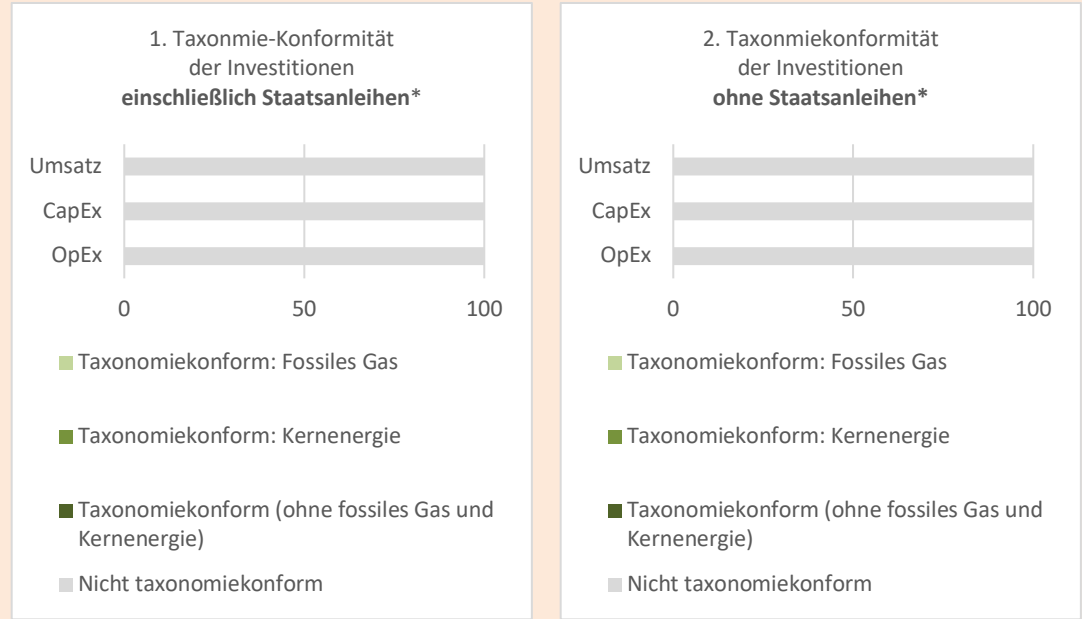 1. Taxonmie-Konformität
der Investitionen
einschließlich Staatsanleihen*
Umsatz
CapEx
OpEx
0 50 100
Taxonomiekonform: Fossiles Gas
Taxonomiekonform: Kernenergie
Taxonomiekonform (ohne fossiles Gas und
Kernenergie)
Nicht taxonomiekonform
2. Taxonmiekonformität
der Investitionen
ohne Staatsanleihen*
Umsatz
CapEx
OpEx
0 50 100
Taxonomiekonform: Fossiles Gas
Taxonomiekonform: Kernenergie
Taxonomiekonform (ohne fossiles Gas und
Kernenergie)
Nicht taxonomiekonform